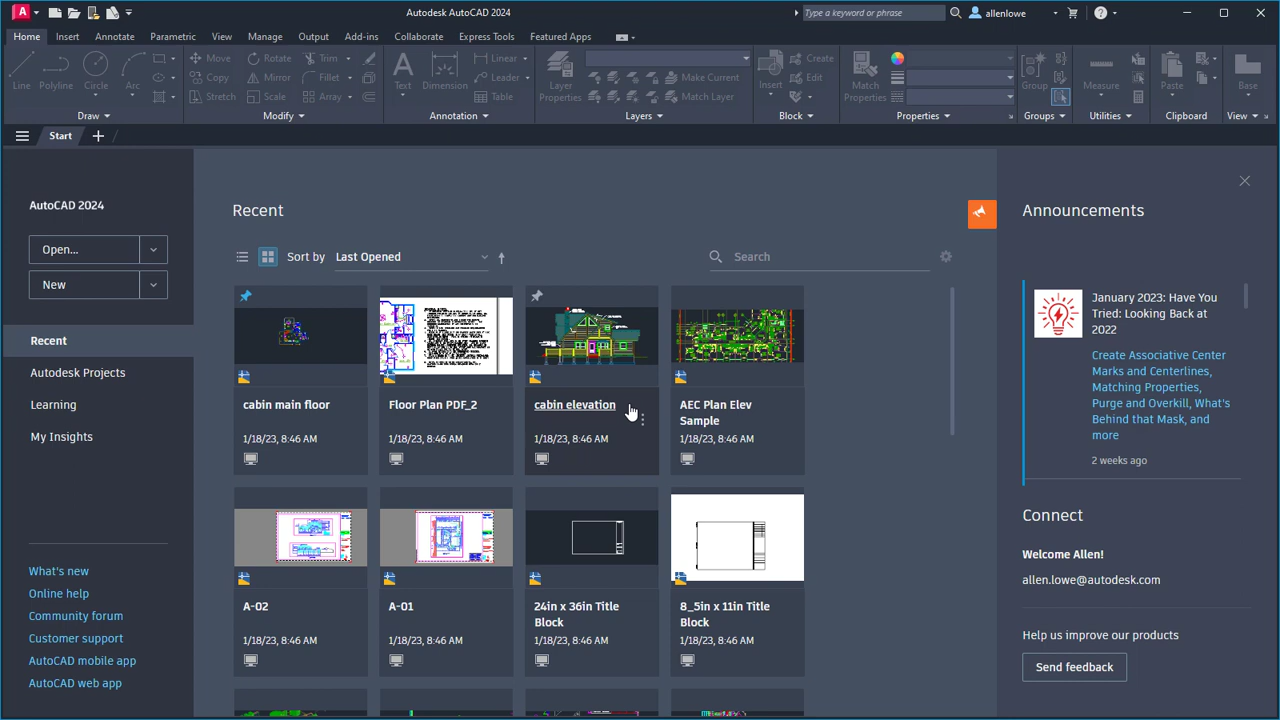 Autodesk AutoCAD 2024
Type a keyword or phrase
allenlowe
Home Insert Annotate Parametric View Manage Output Add-ins Collaborate Express Tools Featured Apps
Line Polyline Circle Arc
Draw
Move Rotate Trim
Copy Mirror Fillet
Stretch Scale Array
Modify
Text Dimension
Linear
Leader
Table
Annotation
Layer Properties
Make Current
Match Layer
Layers
Insert
Create
Edit
Block
Match Properties
Properties
Group
Groups
Measure
Utilities
Paste
Clipboard
Base
View
Start
AutoCAD 2024
Open...
New
Recent
Autodesk Projects
Learning
My Insights
What's new
Online help
Community forum
Customer support
AutoCAD mobile app
AutoCAD web app
Recent
Sort by Last Opened
Search
cabin main floor
1/18/23, 8:46 AM
Floor Plan PDF_2
1/18/23, 8:46 AM
cabin elevation
1/18/23, 8:46 AM
AEC Plan Elev
Sample
1/18/23, 8:46 AM
A-02
1/18/23, 8:46 AM
A-01
1/18/23, 8:46 AM
24in x 36in Title
Block
1/18/23, 8:46 AM
8_5in x 11in Title
Block
1/18/23, 8:46 AM
Announcements
January 2023: Have You
Tried: Looking Back at
2022
Create Associative Center
Marks and Centerlines,
Matching Properties,
Purge and Overkill, What's
Behind that Mask, and
more
2 weeks ago
Connect
Welcome Allen!
allen.lowe@autodesk.com
Help us improve our products
Send feedback